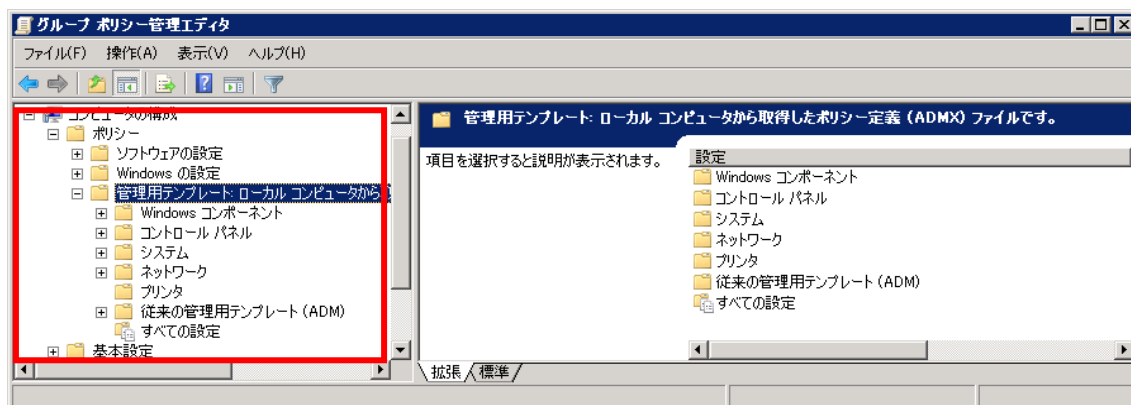 グループ ポリシー管理エディタ
ファイル(F) 操作(A) 表示(V) ヘルプ(H)
コンピュータの構成
ポリシー
ソフトウェアの設定
Windows の設定
管理用テンプレート: ローカル コンピュータから
Windows コンポーネント
コントロール パネル
システム
ネットワーク
プリンタ
従来の管理用テンプレート (ADM)
すべての設定
基本設定
管理用テンプレート: ローカル コンピュータから取得したポリシー定義 (ADMX) ファイルです。
項目を選択すると説明が表示されます。
設定
Windows コンポーネント
コントロール パネル
システム
ネットワーク
プリンタ
従来の管理用テンプレート (ADM)
すべての設定
拡張 標準